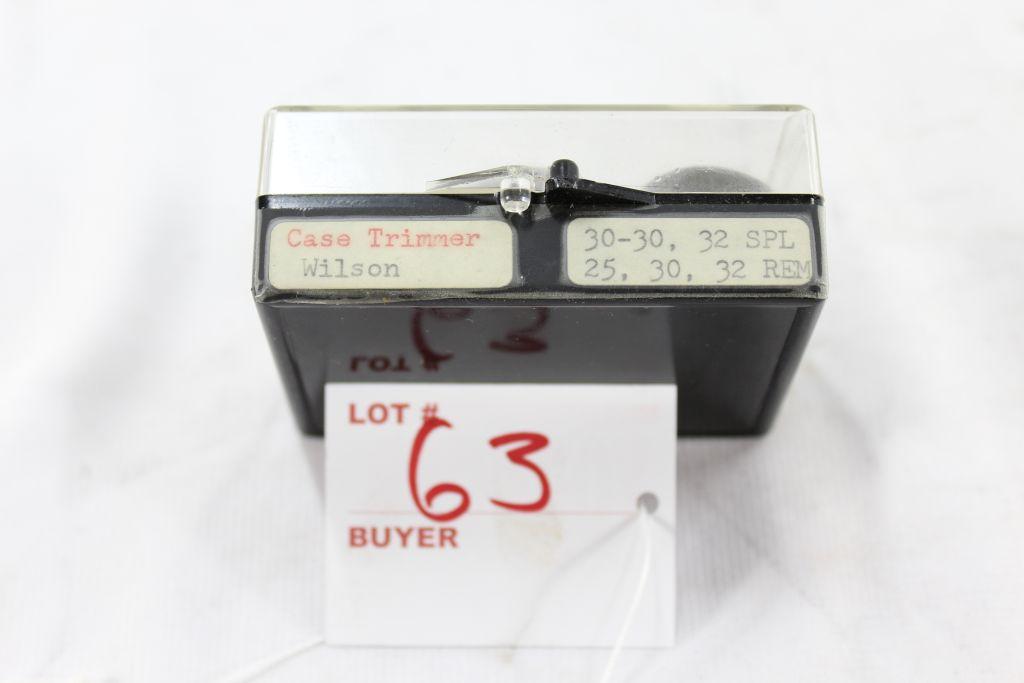 Case Trimmer
Wilson
30-30, 32 SPL
25, 30, 32 REM
LOT #
63
BUYER